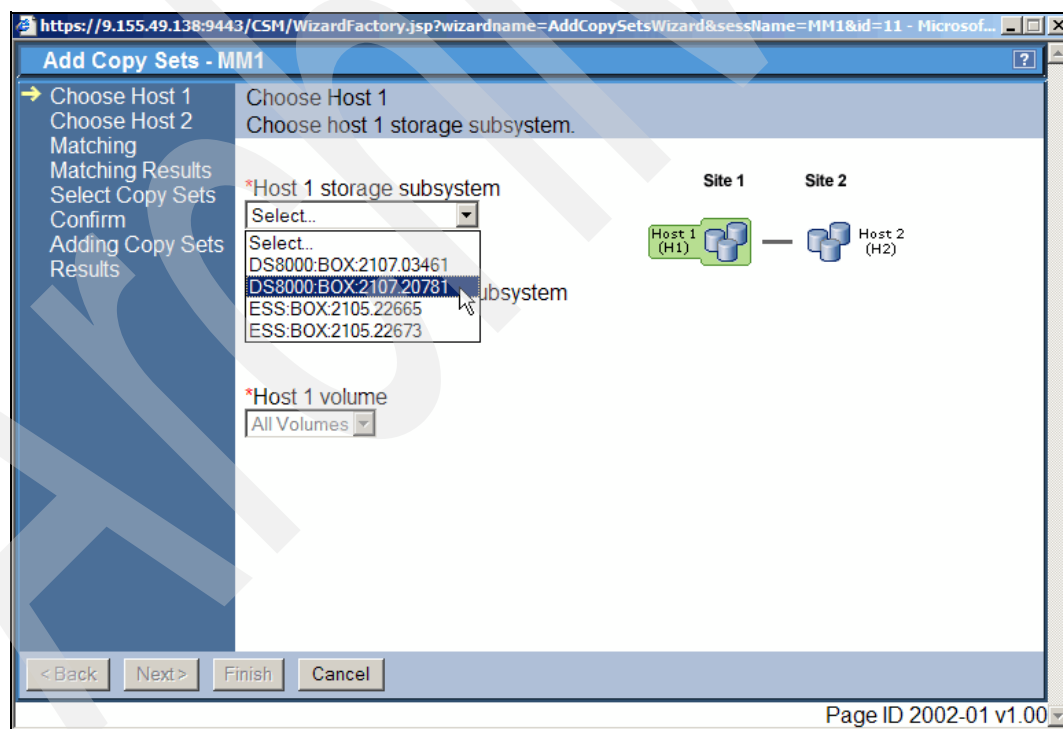 https://9.155.49.138:9443/CSM/WizardFactory.jsp?wizardname=AddCopySetsWizard&sessName=MM1&id=11 - Microsof...
Add Copy Sets - MM1
?
Choose Host 1
Choose Host 2
Matching
Matching Results
Select Copy Sets
Confirm
Adding Copy Sets
Results
Choose Host 1
Choose host 1 storage subsystem.
*Host 1 storage subsystem
Select...
Select...
DS8000:BOX:2107.03461
DS8000:BOX:2107.20781
ESS:BOX:2105.22665
ESS:BOX:2105.22673
ubsystem
*Host 1 volume
All Volumes
Site 1 Site 2
Host 1
(H1)
Host 2
(H2)
< Back Next > Finish Cancel
Page ID 2002-01 v1.00